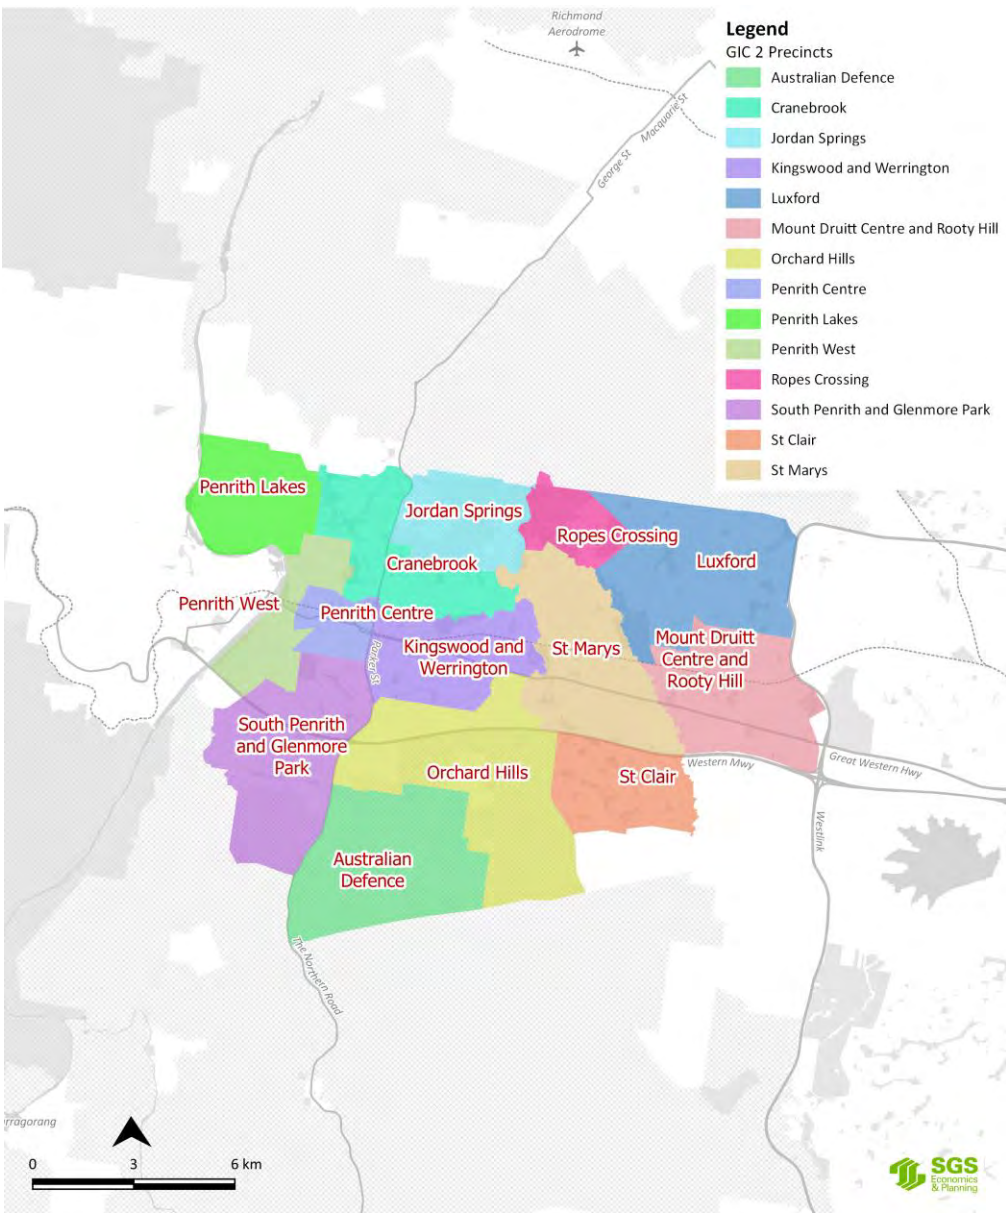 Richmond
Aerodrome
Macquarie St
George St
Legend
GIC 2 Precincts
Australian Defence
Cranebrook
Jordan Springs
Kingswood and Werrington
Luxford
Mount Druitt Centre and Rooty Hill
Orchard Hills
Penrith Centre
Penrith Lakes
Penrith West
Ropes Crossing
South Penrith and Glenmore Park
St Clair
St Marys
Penrith Lakes
Jordan Springs
Ropes Crossing
Cranebrook
Luxford
Penrith West
Penrith Centre
Parker St
Kingswood and
Werrington
St Marys
Mount Druitt
Centre and
Rooty Hill
South Penrith
and Glenmore
Park
Orchard Hills
St Clair
Western Mwy
Great Western Hwy
Westlink
Australian
Defence
The Northern Road
rragorang
0 3 6 km
SGS
Economics
& Planning